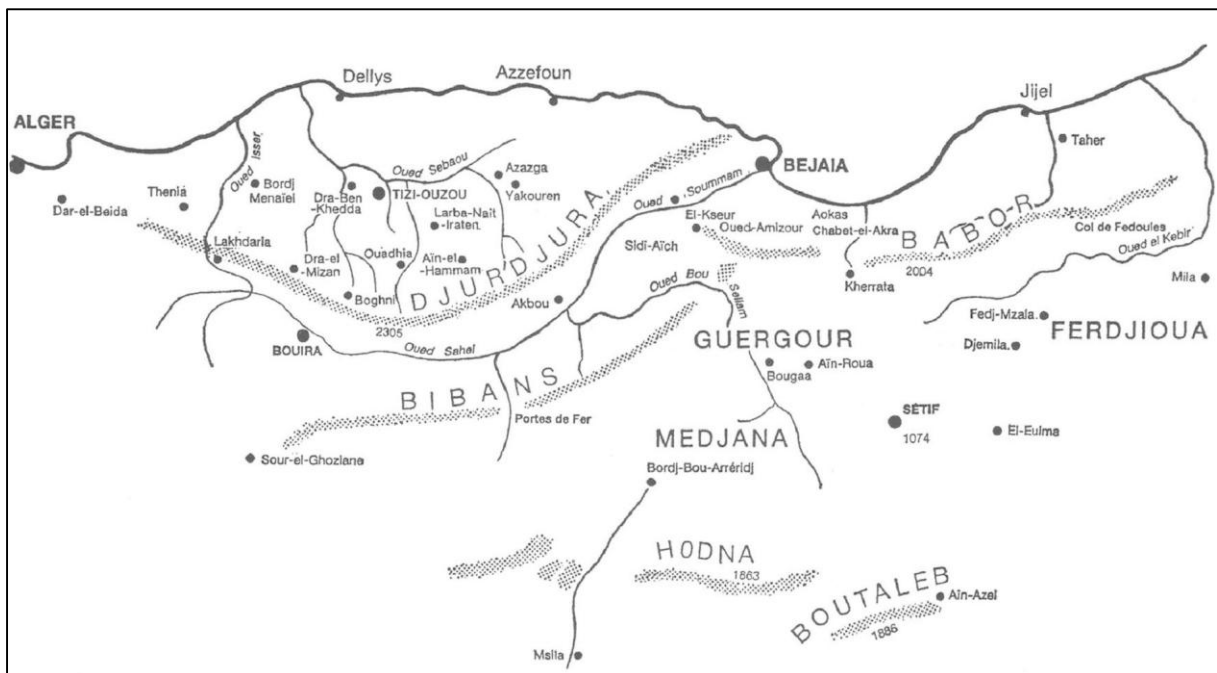 Dellys
Azzefoun
Jijel
ALGER
Oued Isser
Taher
Oued Sebaou
Azazga
BEJAIA
Bordj
Menaïel
Dra-Ben
-Khedda
TIZI-OUZOU
Yakouren
Oued Soummam
Dar-el-Beida
Larba-Naït
-Iraten
El-Kseur
Oued-Amizour
Aokas
Chabet-el-Akra
BABOR
Col de Fedoules
Oued el Kebir
Lakhdaria
Ouadhia
Sidi-Aïch
Dra-el
-Mizan
Aïn-el
-Hammam
DJURDJURA
2004
Kherrata
Mila
Boghni
Akbou
Oued Bou
Sellam
2305
Fedj-Mzala
BOUIRA
Oued Sahel
GUERGOUR
FERDJIOUA
Djemila
Bougaa
Aïn-Roua
BIBANS
Portes de Fer
SÉTIF
1074
El-Eulma
MEDJANA
Sour-el-Ghozlane
Bordj-Bou-Arréridj
HODNA
1863
BOUTALEB
Aïn-Azel
1886
Msila